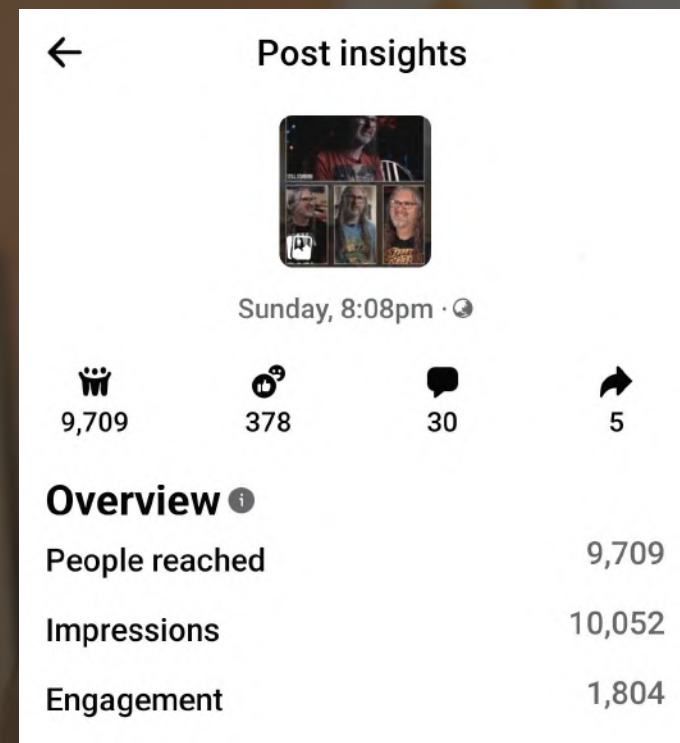 Post insights
Sunday, 8:08pm ·
9,709 378 30 5
Overview
People reached 9,709
Impressions 10,052
Engagement 1,804